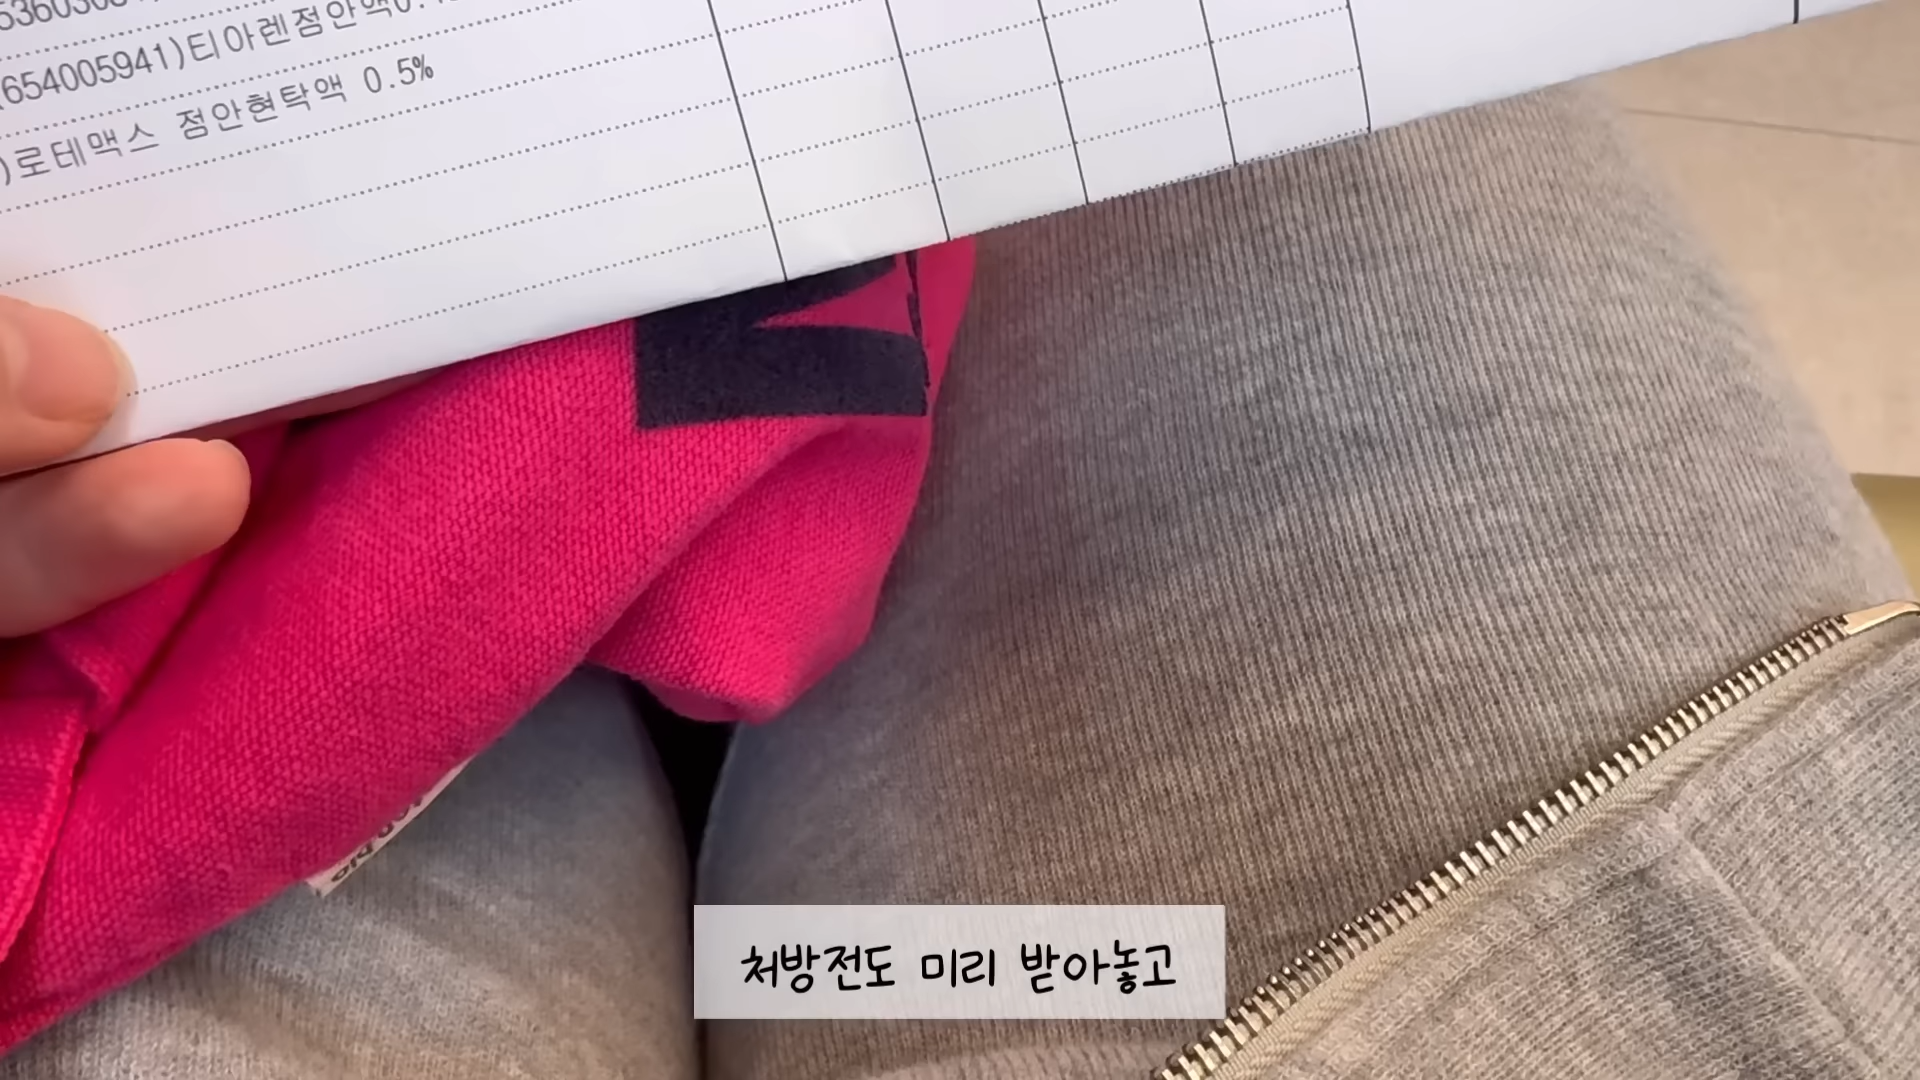 (654005941)티아렌점안액0.
)로테맥스 점안현탁액 0.5%
처방전도 미리 받아놓고